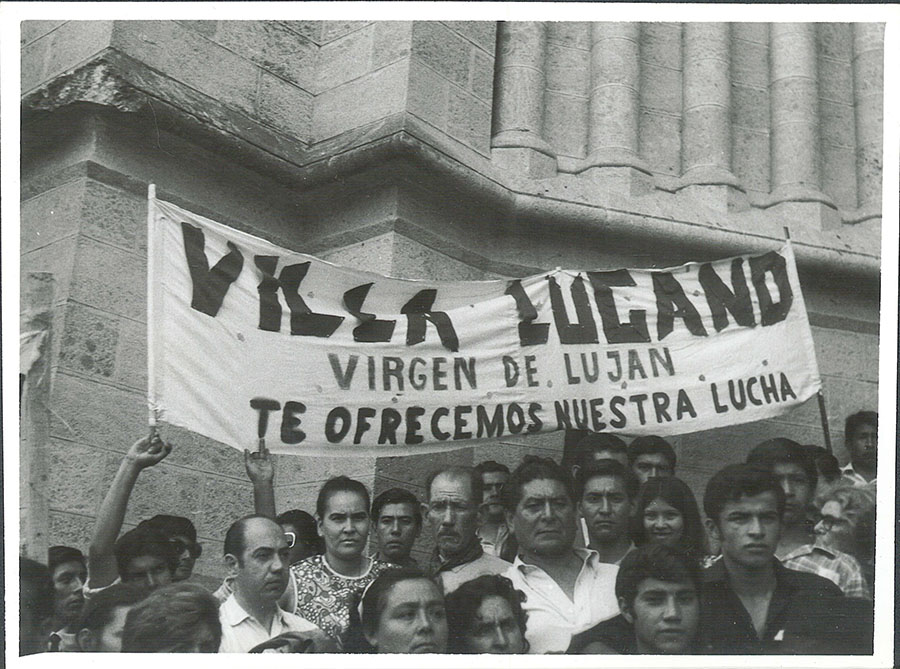 VILLA LUGANO
VIRGEN DE LUJAN
TE OFRECEMOS NUESTRA LUCHA